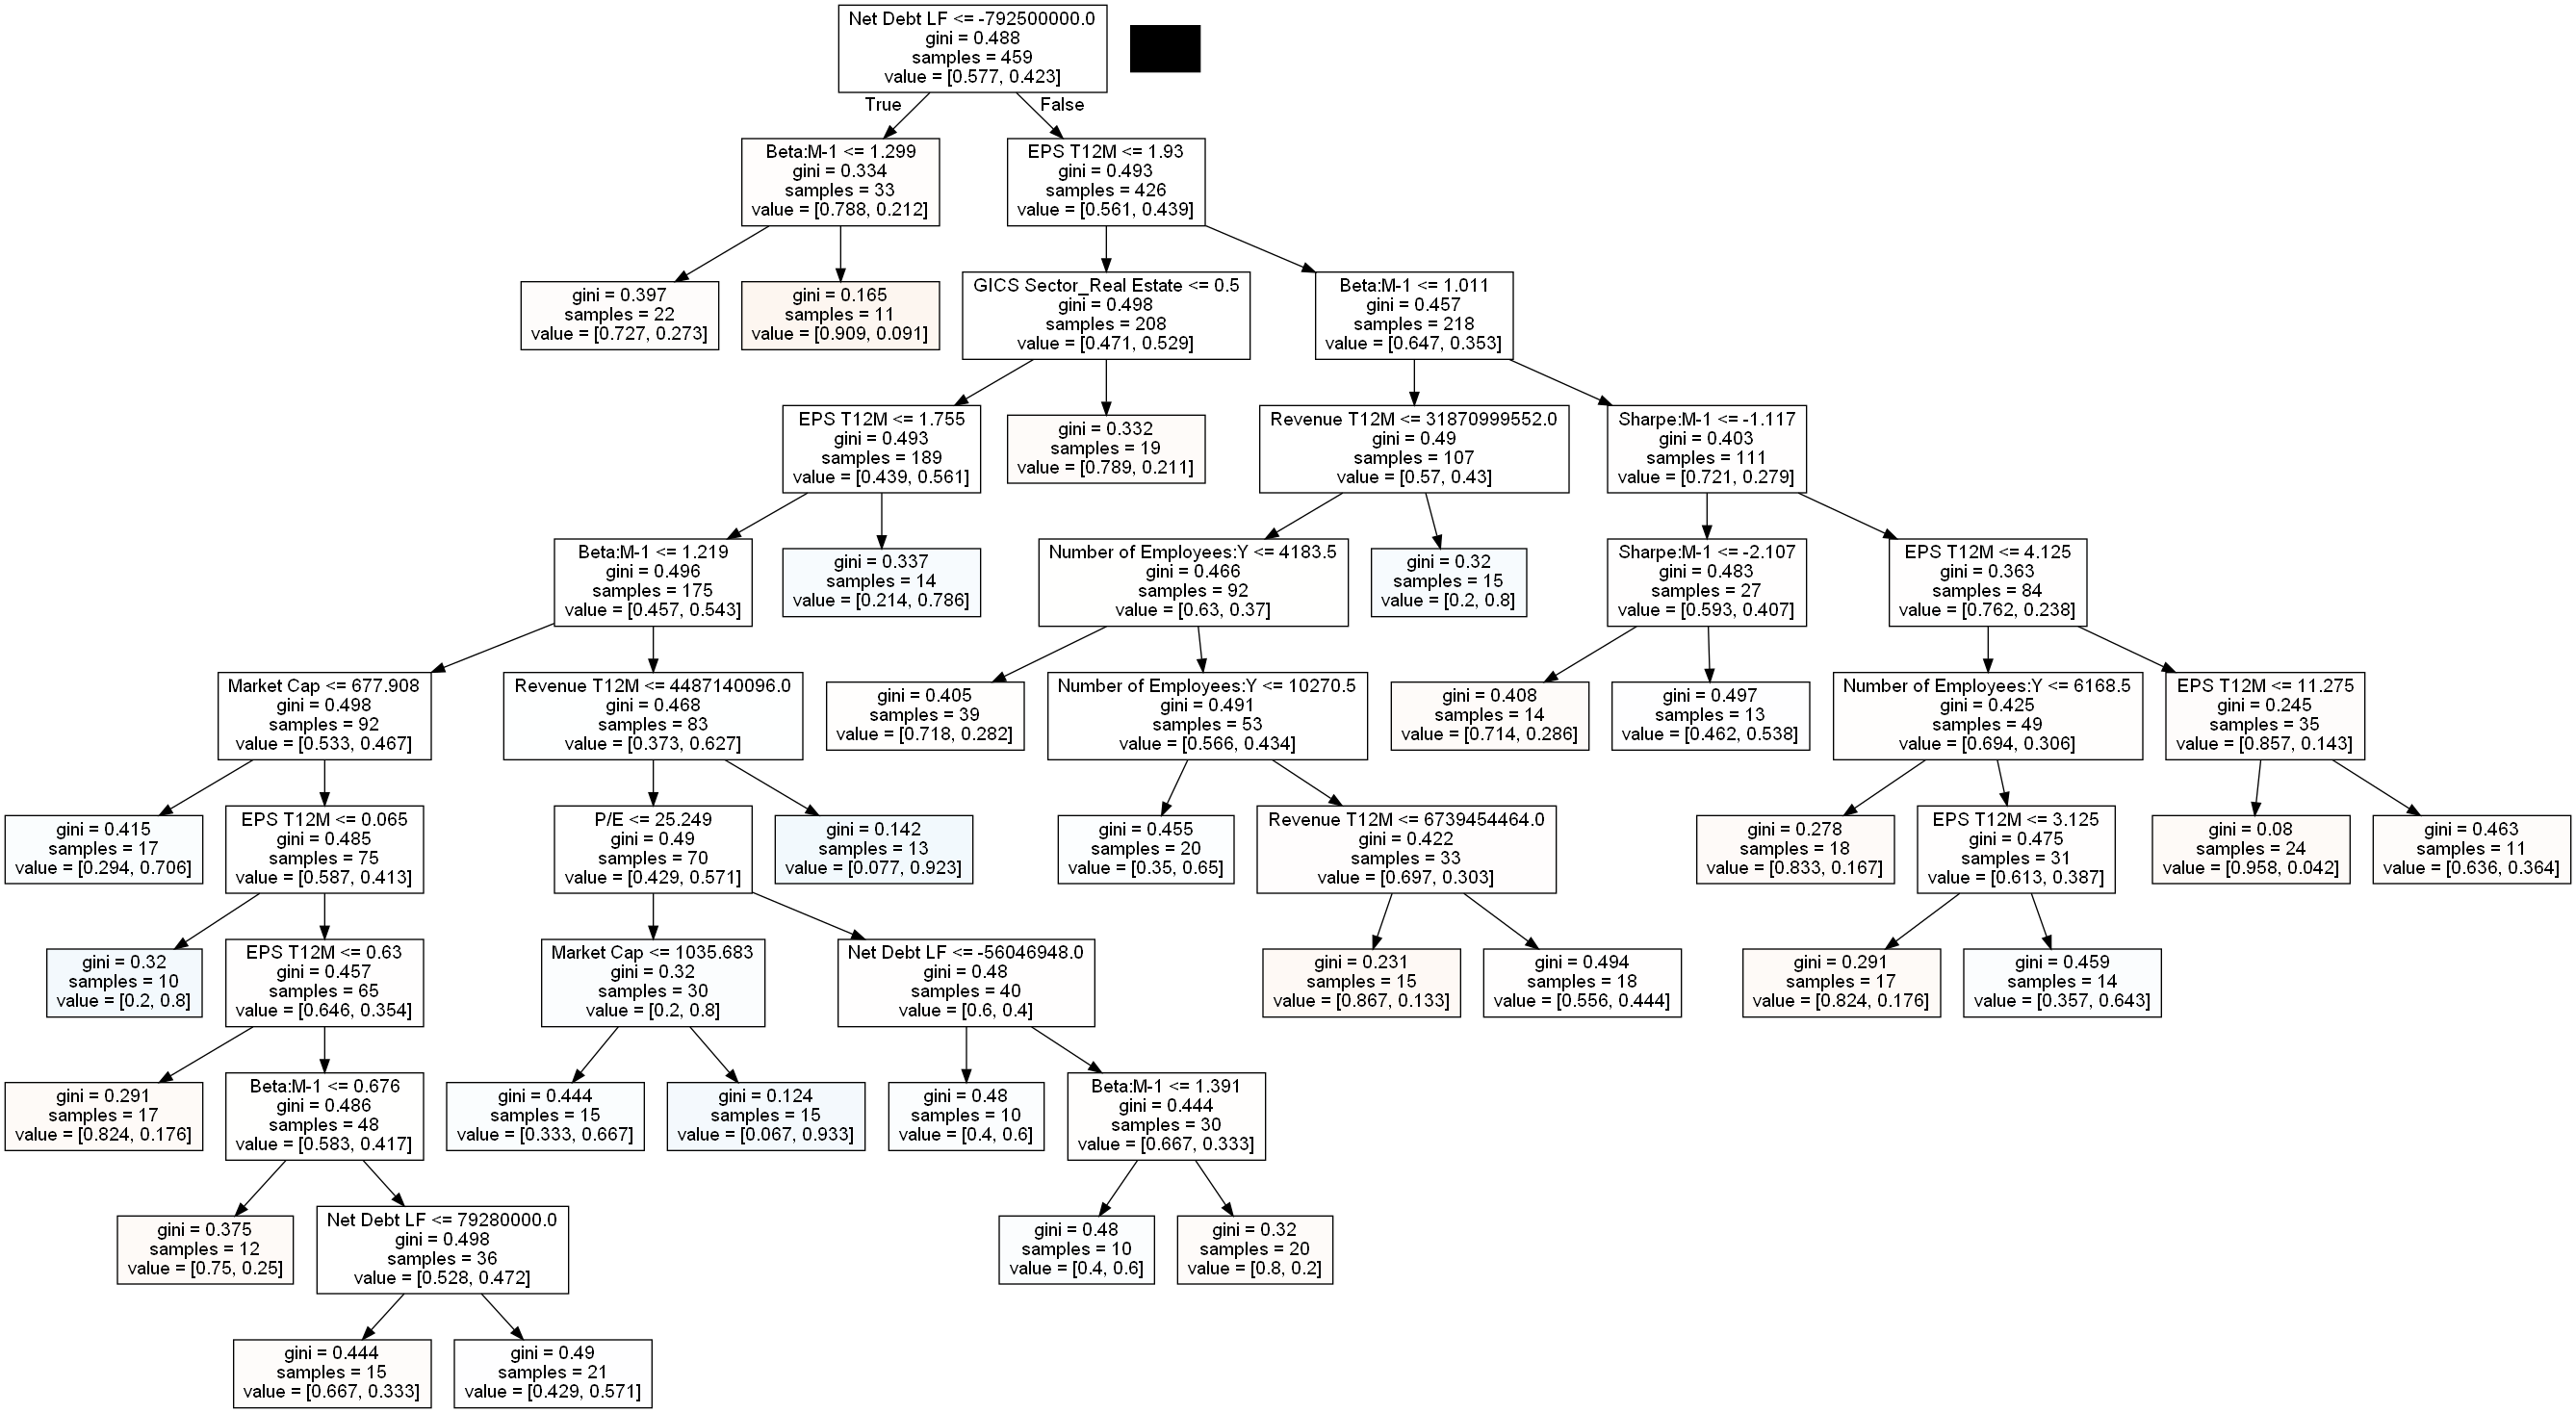 Net Debt LF <= -792500000.0
gini = 0.488
samples = 459
value = [0.577, 0.423]
True
False
Beta:M-1 <= 1.299
gini = 0.334
samples = 33
value = [0.788, 0.212]
EPS T12M <= 1.93
gini = 0.493
samples = 426
value = [0.561, 0.439]
gini = 0.397
samples = 22
value = [0.727, 0.273]
gini = 0.165
samples = 11
value = [0.909, 0.091]
GICS Sector_Real Estate <= 0.5
gini = 0.498
samples = 208
value = [0.471, 0.529]
Beta:M-1 <= 1.011
gini = 0.457
samples = 218
value = [0.647, 0.353]
EPS T12M <= 1.755
gini = 0.493
samples = 189
value = [0.439, 0.561]
gini = 0.332
samples = 19
value = [0.789, 0.211]
Revenue T12M <= 31870999552.0
gini = 0.49
samples = 107
value = [0.57, 0.43]
Sharpe:M-1 <= -1.117
gini = 0.403
samples = 111
value = [0.721, 0.279]
Beta:M-1 <= 1.219
gini = 0.496
samples = 175
value = [0.457, 0.543]
gini = 0.337
samples = 14
value = [0.214, 0.786]
Number of Employees:Y <= 4183.5
gini = 0.466
samples = 92
value = [0.63, 0.37]
gini = 0.32
samples = 15
value = [0.2, 0.8]
Sharpe:M-1 <= -2.107
gini = 0.483
samples = 27
value = [0.593, 0.407]
EPS T12M <= 4.125
gini = 0.363
samples = 84
value = [0.762, 0.238]
Market Cap <= 677.908
gini = 0.498
samples = 92
value = [0.533, 0.467]
Revenue T12M <= 4487140096.0
gini = 0.468
samples = 83
value = [0.373, 0.627]
gini = 0.405
samples = 39
value = [0.718, 0.282]
Number of Employees:Y <= 10270.5
gini = 0.491
samples = 53
value = [0.566, 0.434]
gini = 0.408
samples = 14
value = [0.714, 0.286]
gini = 0.497
samples = 13
value = [0.462, 0.538]
Number of Employees:Y <= 6168.5
gini = 0.425
samples = 49
value = [0.694, 0.306]
EPS T12M <= 11.275
gini = 0.245
samples = 35
value = [0.857, 0.143]
gini = 0.415
samples = 17
value = [0.294, 0.706]
EPS T12M <= 0.065
gini = 0.485
samples = 75
value = [0.587, 0.413]
P/E <= 25.249
gini = 0.49
samples = 70
value = [0.429, 0.571]
gini = 0.142
samples = 13
value = [0.077, 0.923]
gini = 0.455
samples = 20
value = [0.35, 0.65]
Revenue T12M <= 6739454464.0
gini = 0.422
samples = 33
value = [0.697, 0.303]
gini = 0.278
samples = 18
value = [0.833, 0.167]
EPS T12M <= 3.125
gini = 0.475
samples = 31
value = [0.613, 0.387]
gini = 0.08
samples = 24
value = [0.958, 0.042]
gini = 0.463
samples = 11
value = [0.636, 0.364]
gini = 0.32
samples = 10
value = [0.2, 0.8]
EPS T12M <= 0.63
gini = 0.457
samples = 65
value = [0.646, 0.354]
Market Cap <= 1035.683
gini = 0.32
samples = 30
value = [0.2, 0.8]
Net Debt LF <= -56046948.0
gini = 0.48
samples = 40
value = [0.6, 0.4]
gini = 0.231
samples = 15
value = [0.867, 0.133]
gini = 0.494
samples = 18
value = [0.556, 0.444]
gini = 0.291
samples = 17
value = [0.824, 0.176]
gini = 0.459
samples = 14
value = [0.357, 0.643]
gini = 0.291
samples = 17
value = [0.824, 0.176]
Beta:M-1 <= 0.676
gini = 0.486
samples = 48
value = [0.583, 0.417]
gini = 0.444
samples = 15
value = [0.333, 0.667]
gini = 0.124
samples = 15
value = [0.067, 0.933]
gini = 0.48
samples = 10
value = [0.4, 0.6]
Beta:M-1 <= 1.391
gini = 0.444
samples = 30
value = [0.667, 0.333]
gini = 0.375
samples = 12
value = [0.75, 0.25]
Net Debt LF <= 79280000.0
gini = 0.498
samples = 36
value = [0.528, 0.472]
gini = 0.48
samples = 10
value = [0.4, 0.6]
gini = 0.32
samples = 20
value = [0.8, 0.2]
gini = 0.444
samples = 15
value = [0.667, 0.333]
gini = 0.49
samples = 21
value = [0.429, 0.571]